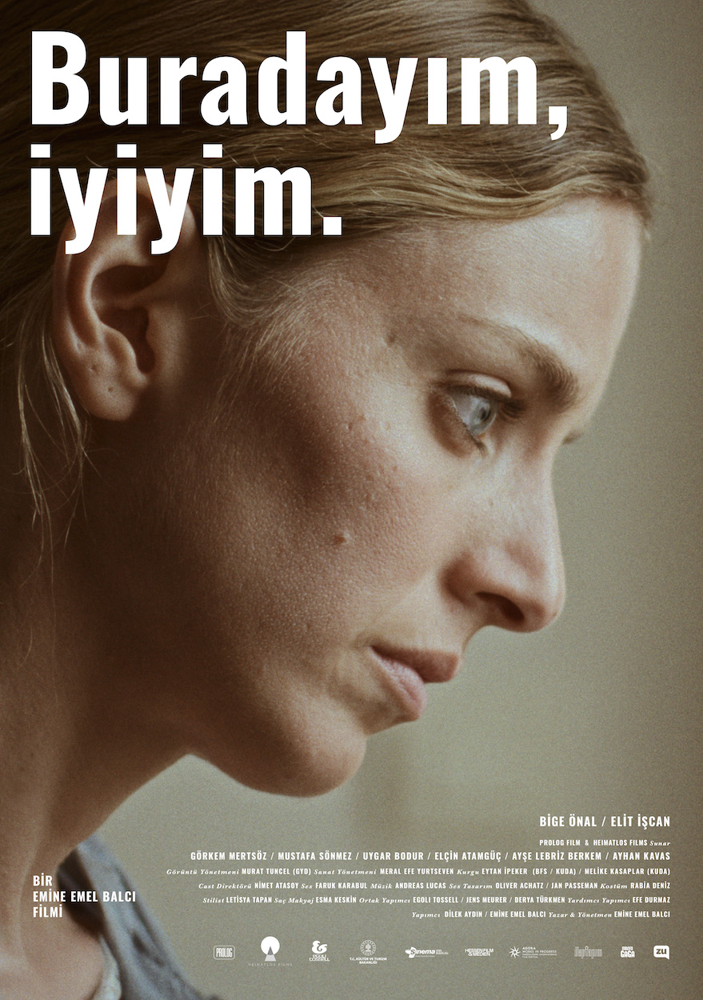 Buradayım,
iyiyim.
BİGE ÖNAL / ELİT İŞCAN
PROLOG FILM & HEIMATLOS FILMS Sunar
GÖRKEM MERTSÖZ / MUSTAFA SÖNMEZ / UYGAR BODUR / ELÇİN ATAMGÜÇ / AYŞE LEBRİZ BERKEM / AYHAN KAVAS
Görüntü Yönetmeni MURAT TUNCEL (GYD) Sanat Yönetmeni MERAL EFE YURTSEVEN Kurgu EYTAN İPEKER (BFS / KUDA) / MELİKE KASAPLAR (KUDA)
Cast Direktörü NİMET ATASOY Ses FARUK KARABUL Müzik ANDREAS LUCAS Ses Tasarım OLIVER ACHATZ / JAN PASSEMAN Kostüm RABİA DENİZ
Stilist LETİSYA TAPAN Saç Makyaj ESMA KESKİN Ortak Yapımcı EGOLI TOSSELL / JENS MEURER / DERYA TÜRKMEN Yardımcı Yapımcı EFE DURMAZ
Yapımcı DİLEK AYDIN / EMİNE EMEL BALCI Yazar & Yönetmen EMİNE EMEL BALCI
BİR
EMİNE EMEL BALCI
FİLMİ
PROLOG
HEIMATLOS FILMS
EGOLI
TOSSELL
T.C. KÜLTÜR VE TURİZM
BAKANLIĞI
sinema
HESSENFILM
& MEDIEN
AGORA
WORKS IN PROGRESS
zu